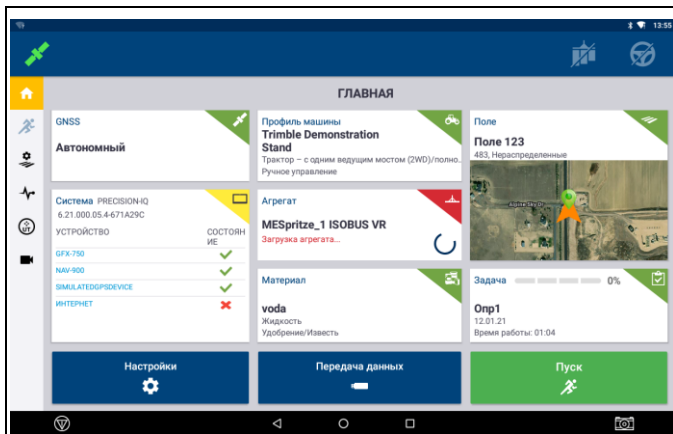 13:55
ГЛАВНАЯ
GNSS
Автономный
Профиль машины
Trimble Demonstration
Stand
Трактор – с одним ведущим мостом (2WD)/полно..
Ручное управление
Поле
Поле 123
483, Нераспределенные
Система PRECISION-IQ
6.21.000.05.4-671A29C
УСТРОЙСТВО
СОСТОЯН
ИЕ
GFX-750
NAV-900
SIMULATEDGPSDEVICE
ИНТЕРНЕТ
Агрегат
MESpritze_1 ISOBUS VR
Загрузка агрегата...
Материал
voda
Жидкость
Удобрение/Известь
Задача
0%
Опр1
12.01.21
Время работы: 01:04
UT
Настройки
Передача данных
Пуск